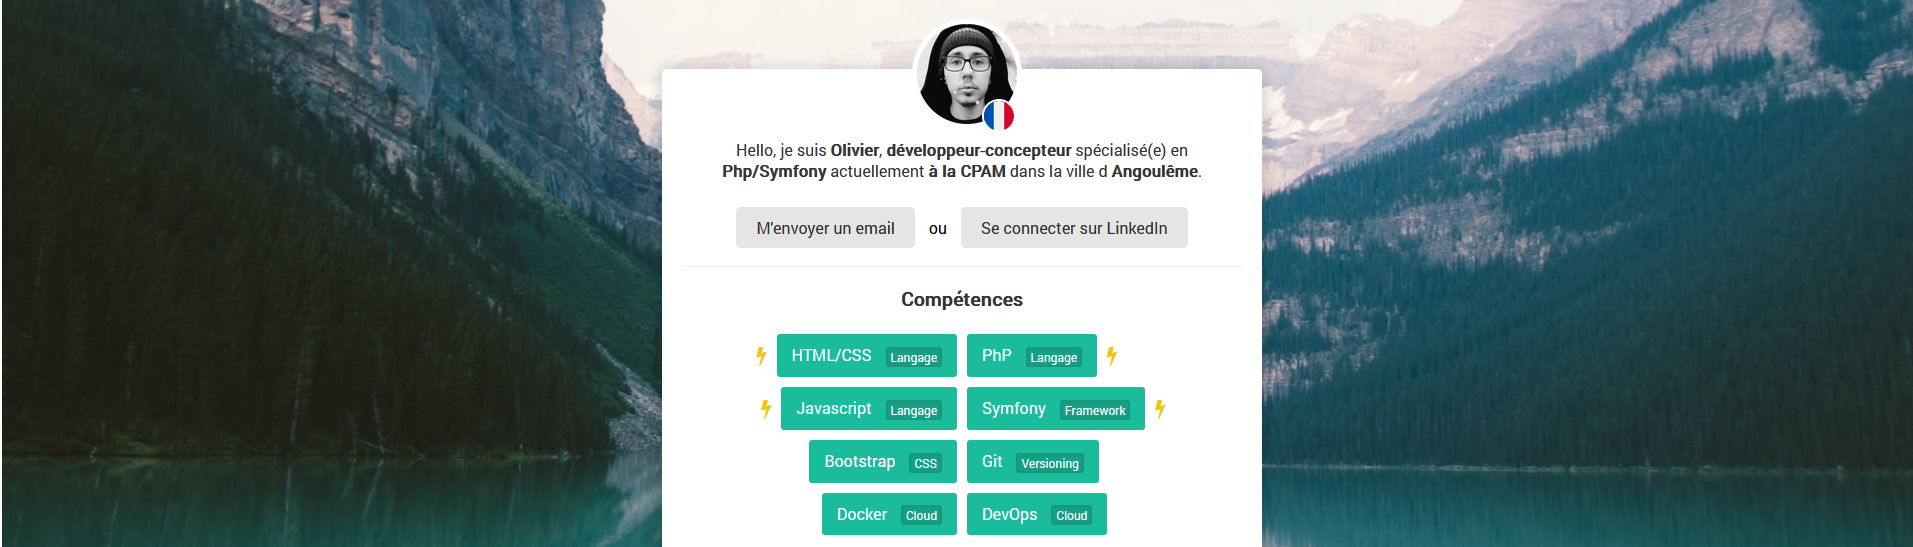 Hello, je suis Olivier, développeur-concepteur spécialisé(e) en
Php/Symfony actuellement à la CPAM dans la ville d Angoulême.
M'envoyer un email ou Se connecter sur LinkedIn
Compétences
HTML/CSS Langage PhP Langage
Javascript Langage Symfony Framework
Bootstrap CSS Git Versioning
Docker Cloud DevOps Cloud